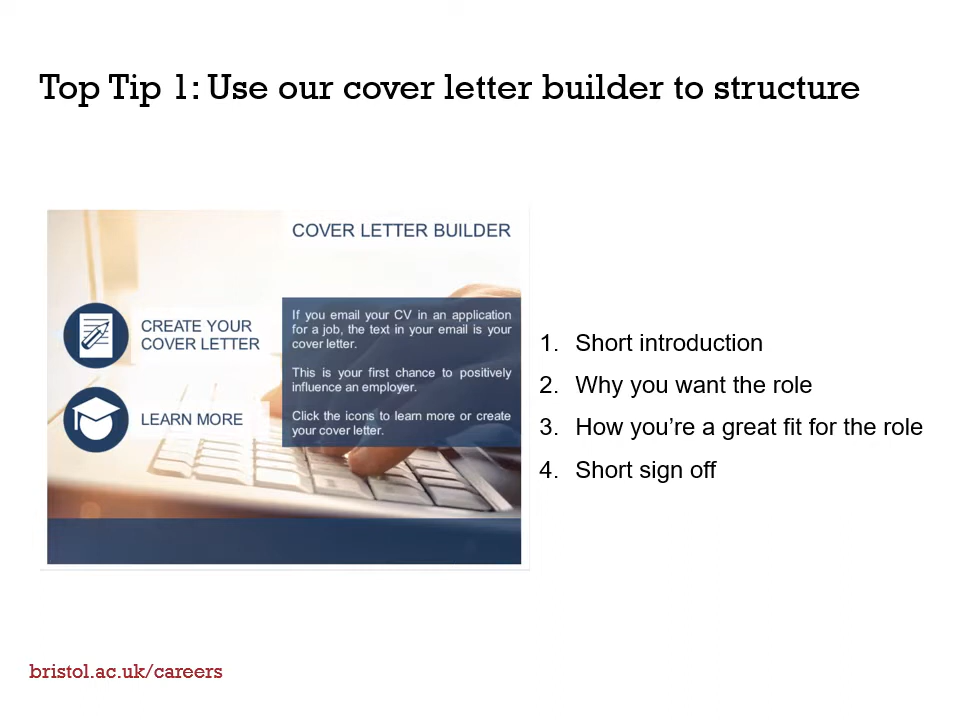 Top Tip 1: Use our cover letter builder to structure
COVER LETTER BUILDER
CREATE YOUR
COVER LETTER
LEARN MORE
If you email your CV in an application
for a job, the text in your email is your
cover letter.
This is your first chance to positively
influence an employer.
Click the icons to learn more or create
your cover letter.
1. Short introduction
2. Why you want the role
3. How you’re a great fit for the role
4. Short sign off
bristol.ac.uk/careers